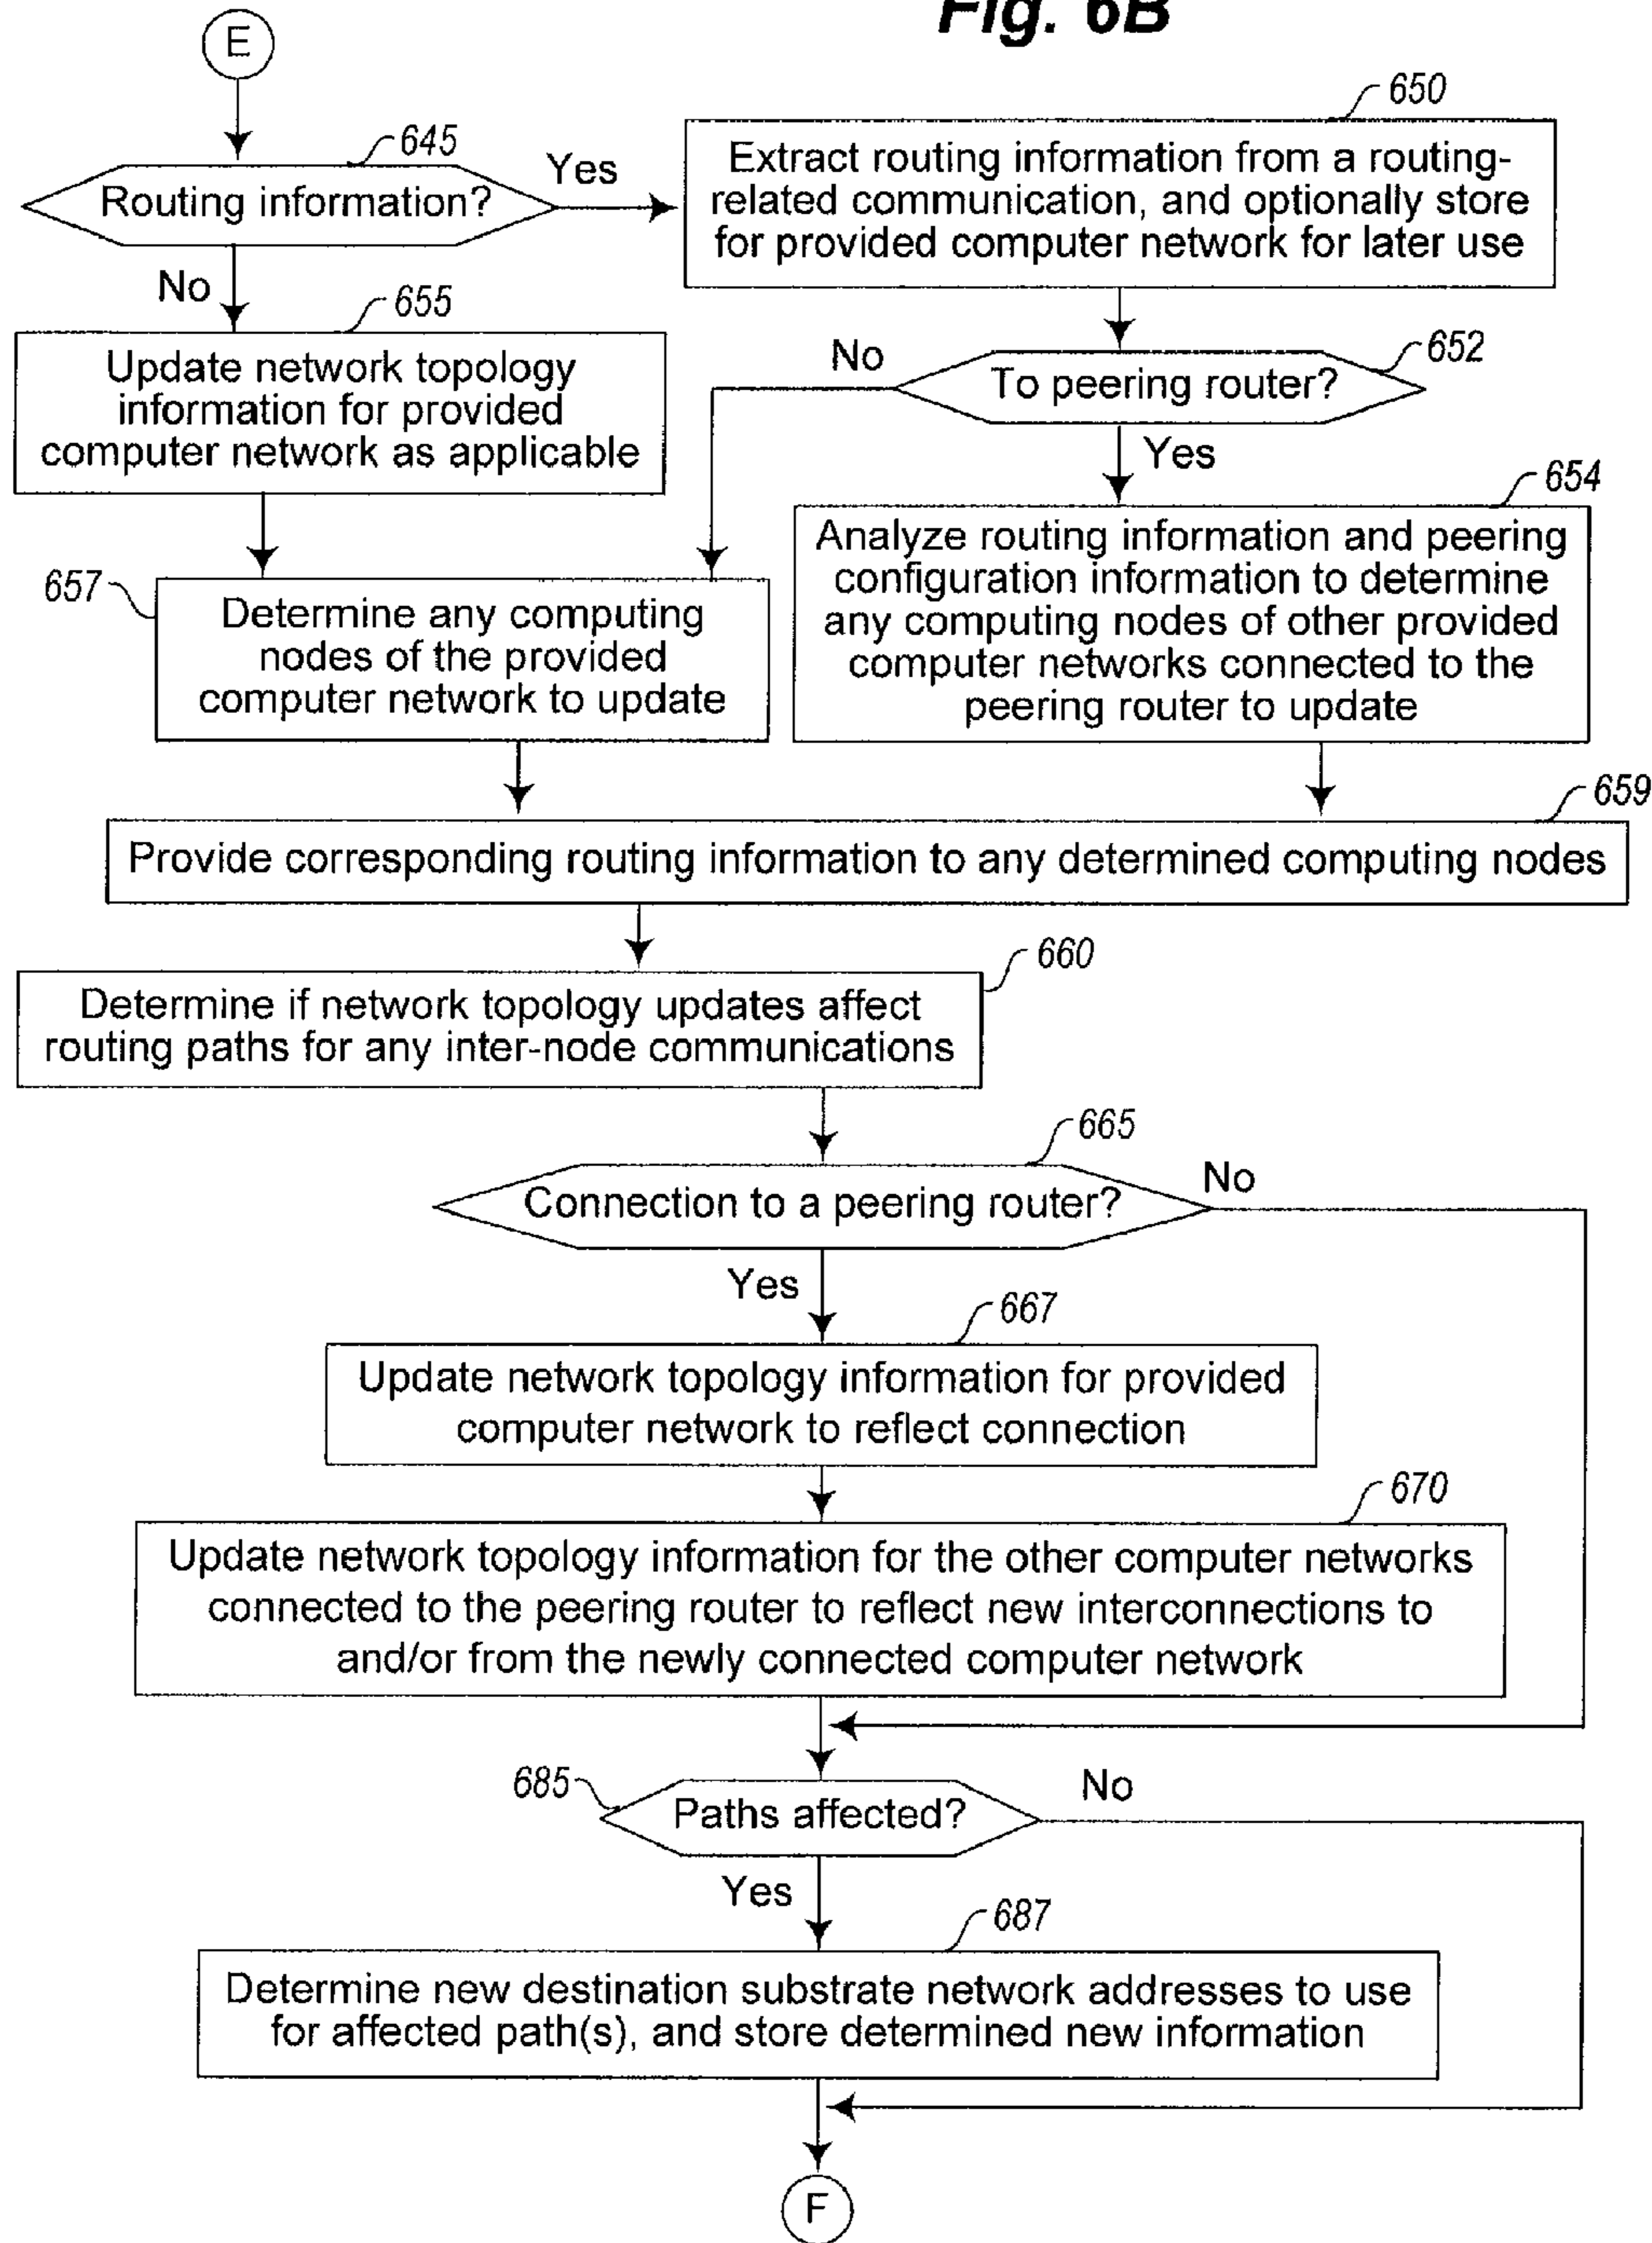 Fig. 6B
E
645
Routing information?
Yes
650
Extract routing information from a routing-
related communication, and optionally store
for provided computer network for later use
No
655
Update network topology
information for provided
computer network as applicable
652
To peering router?
No
Yes
654
Analyze routing information and peering
configuration information to determine
any computing nodes of other provided
computer networks connected to the
peering router to update
657
Determine any computing
nodes of the provided
computer network to update
659
Provide corresponding routing information to any determined computing nodes
660
Determine if network topology updates affect
routing paths for any inter-node communications
665
Connection to a peering router?
No
Yes
667
Update network topology information for provided
computer network to reflect connection
670
Update network topology information for the other computer networks
connected to the peering router to reflect new interconnections to
and/or from the newly connected computer network
685
Paths affected?
No
Yes
687
Determine new destination substrate network addresses to use
for affected path(s), and store determined new information
F